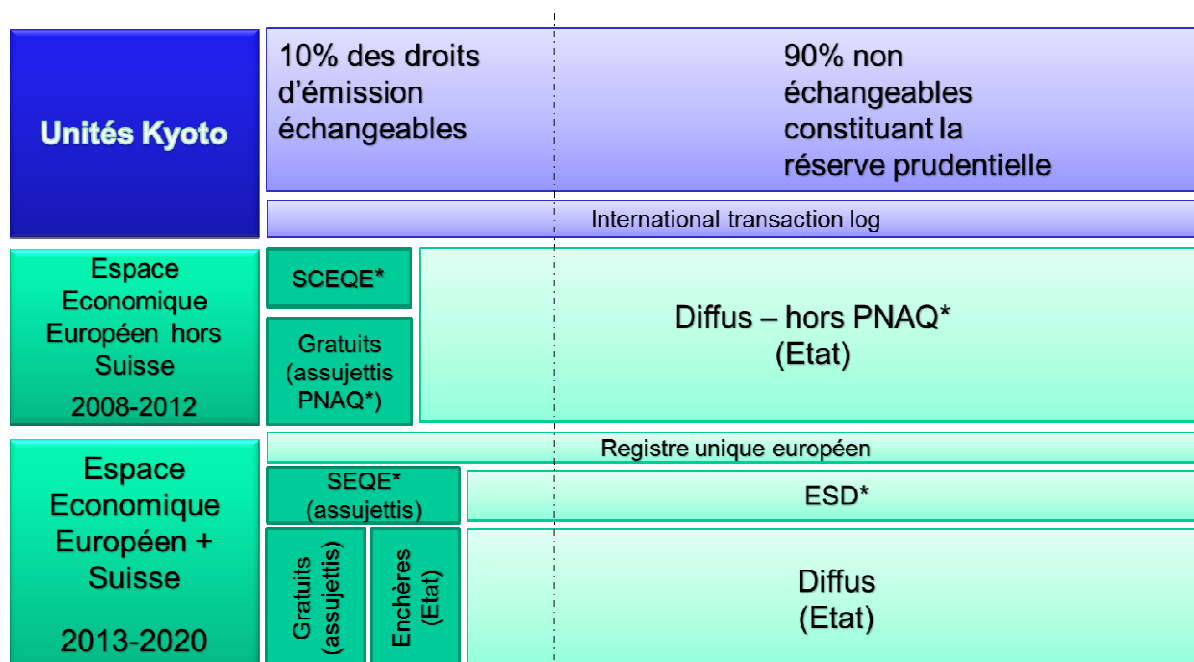 Unités Kyoto
10% des droits
d’émission
échangeables
90% non
échangeables
constituant la
réserve prudentielle
International transaction log
Espace
Economique
Européen hors
Suisse
2008-2012
SCEQE*
Gratuits
(assujettis
PNAQ*)
Diffus – hors PNAQ*
(Etat)
Espace
Economique
Européen +
Suisse
2013-2020
Registre unique européen
SEQE*
(assujettis)
ESD*
Gratuits
(assujettis)
Enchères
(Etat)
Diffus
(Etat)